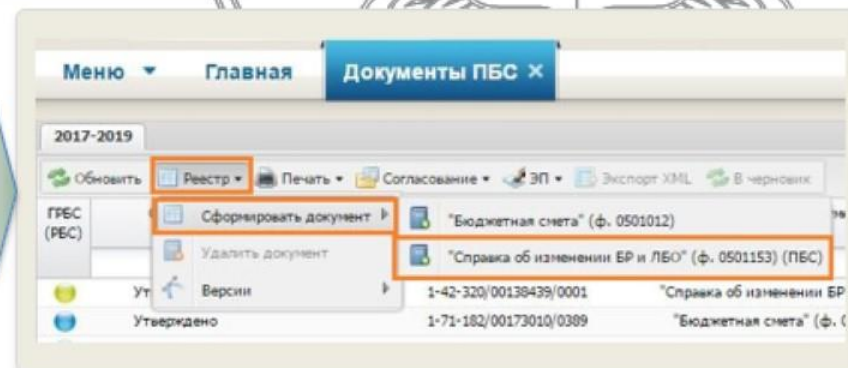 Меню Главная Документы ПБС ×
2017-2019
Обновить Реестр Печать Согласование ЭП Экспорт XML В черновик
ГРБС
(РБС)
Сформировать документ "Бюджетная смета" (ф. 0501012)
Удалить документ "Справка об изменении БР и ЛБО" (ф. 0501153) (ПБС)
Версии 1-42-320/00138439/0001 "Справка об изменении БР
Утверждено 1-71-182/00173010/0389 "Бюджетная смета" (ф. 0